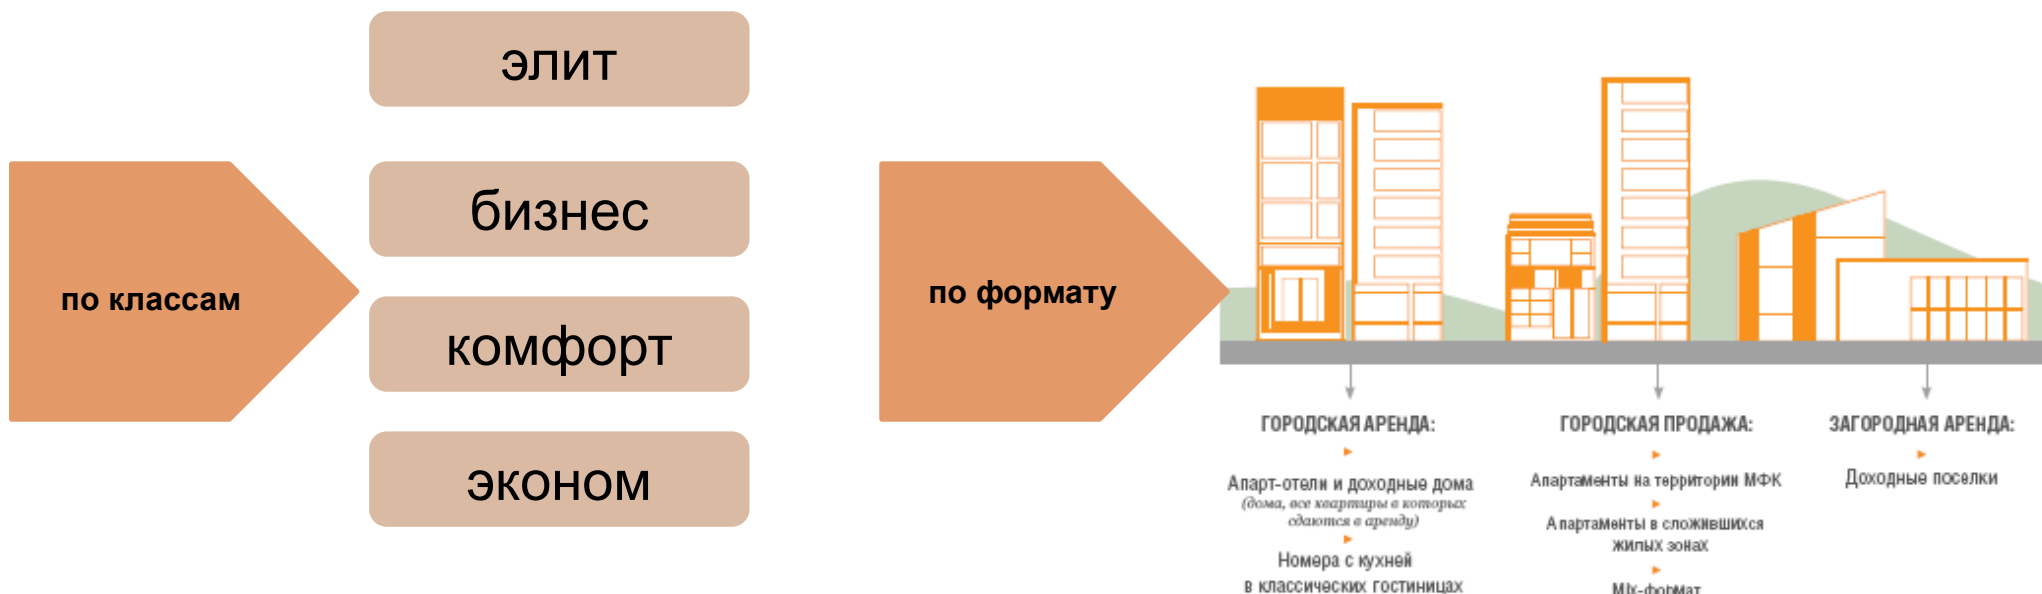 по классам
элит
бизнес
комфорт
эконом
по формату
ГОРОДСКАЯ АРЕНДА:
Апарт-отели и доходные дома
(дома, все квартиры в которых
сдаются в аренду)
Номера с кухней
в классических гостиницах
ГОРОДСКАЯ ПРОДАЖА:
Апартаменты на территории МФК
Апартаменты в сложившихся
жилых зонах
Mix-формат
ЗАГОРОДНАЯ АРЕНДА:
Доходные поселки